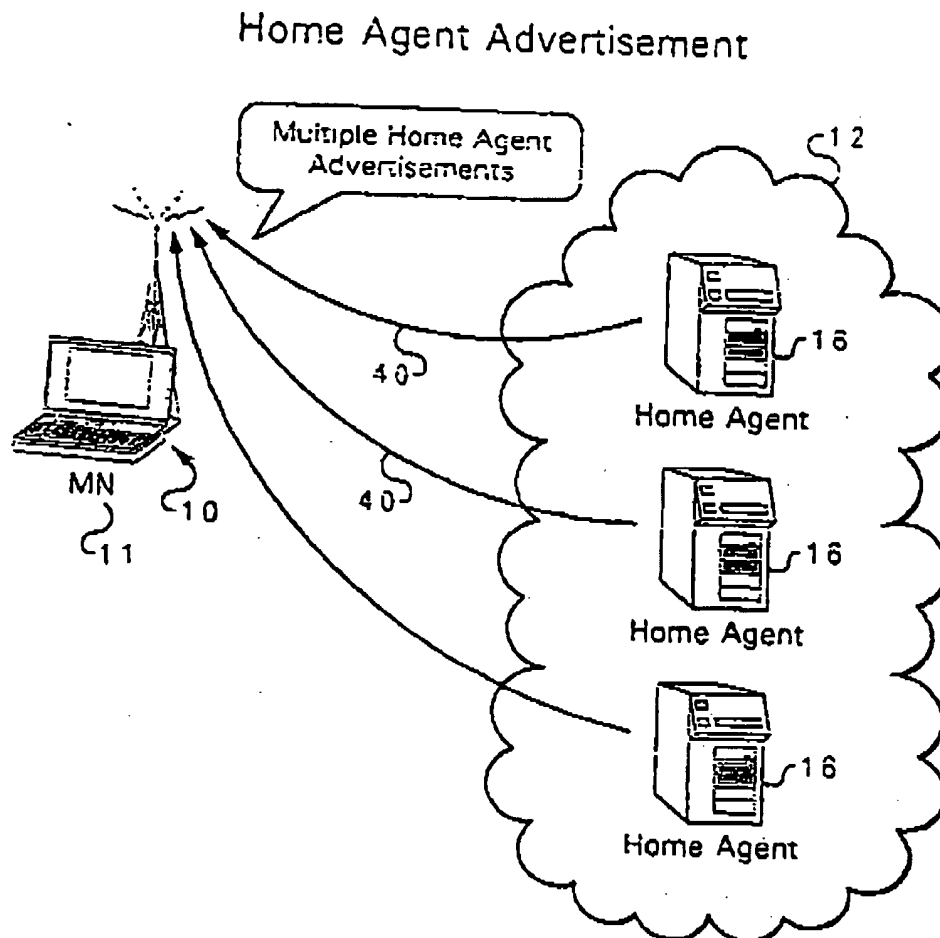 Home Agent Advertisement
Multiple Home Agent
Advertisements
12
16
40
Home Agent
MN
10
40
11
16
Home Agent
16
Home Agent